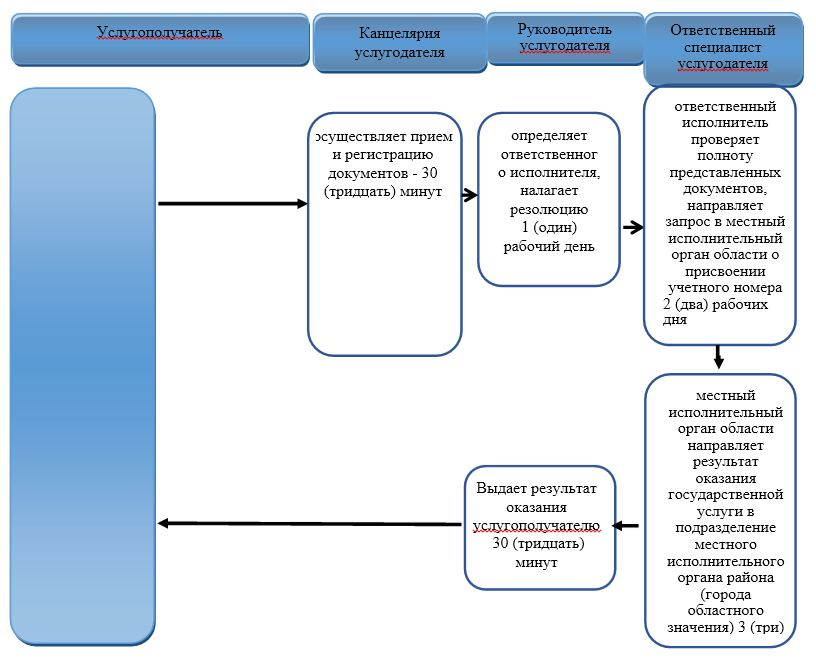 Услугополучатель
Канцелярия
услугодателя
Руководитель
услугодателя
Ответственный
специалист
услугодателя
осуществляет прием
и регистрацию
документов - 30
(тридцать) минут
определяет
ответственног
о исполнителя,
налагает
резолюцию
1 (один)
рабочий день
ответственный
исполнитель
проверяет
полноту
представленных
документов,
направляет
запрос в местный
исполнительный
орган области о
присвоении
учетного номера
2 (два) рабочих
дня
местный
исполнительный
орган области
направляет
результат
оказания
государственной
услуги в
подразделение
местного
исполнительного
органа района
(города
областного
значения) 3 (три)
Выдает результат
оказания
услугополучателю
30 (тридцать)
минут